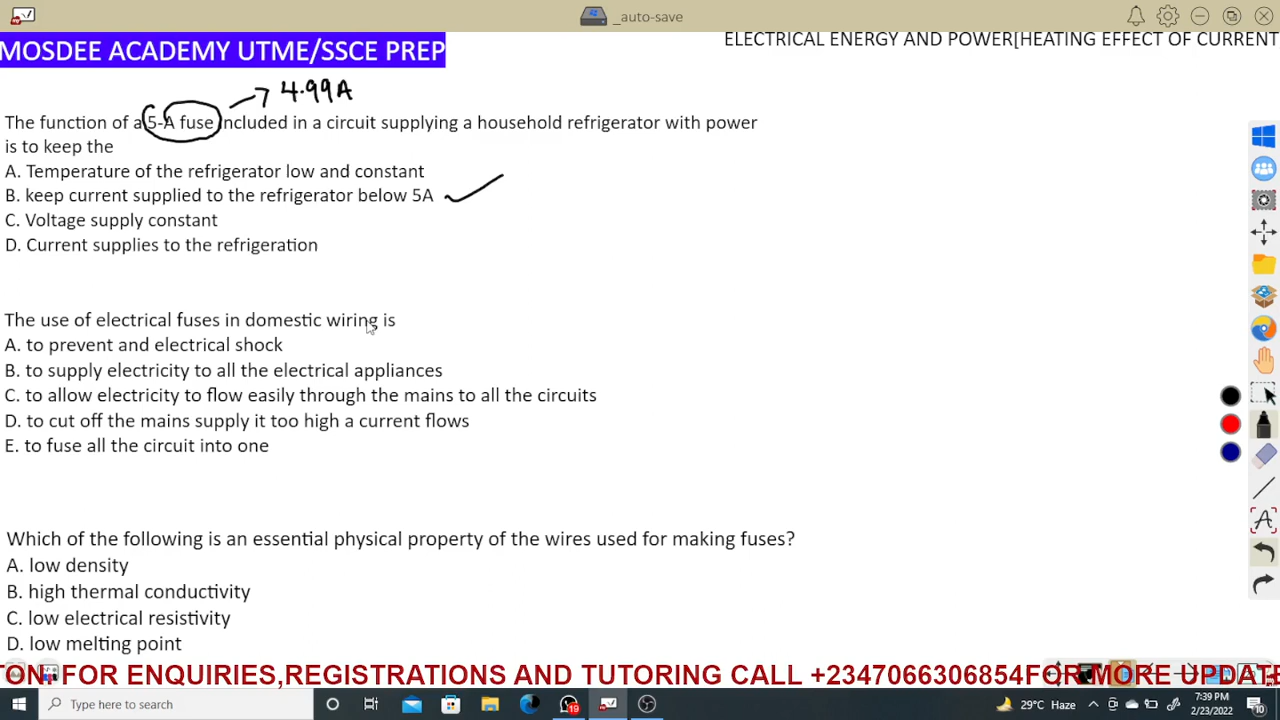 _auto-save
MOSDEE ACADEMY UTME/SSCE PREP
ELECTRICAL ENERGY AND POWER[HEATING EFFECT OF CURRENT
4.99A
The function of a 5-A fuse included in a circuit supplying a household refrigerator with power
is to keep the
A. Temperature of the refrigerator low and constant
B. keep current supplied to the refrigerator below 5A
C. Voltage supply constant
D. Current supplies to the refrigeration
The use of electrical fuses in domestic wiring is
A. to prevent and electrical shock
B. to supply electricity to all the electrical appliances
C. to allow electricity to flow easily through the mains to all the circuits
D. to cut off the mains supply it too high a current flows
E. to fuse all the circuit into one
Which of the following is an essential physical property of the wires used for making fuses?
A. low density
B. high thermal conductivity
C. low electrical resistivity
D. low melting point
TON. FOR ENQUIRIES,REGISTRATIONS AND TUTORING CALL +2347066306854FOR MORE UPDATE
Type here to search
19
29°C Haze
7:39 PM
2/23/2022
10